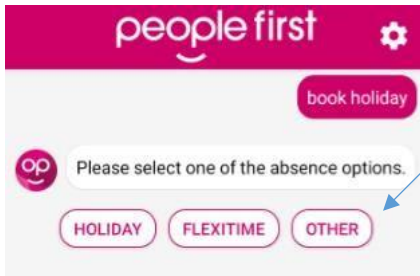 people first
book holiday
op
Please select one of the absence options.
HOLIDAY FLEXITIME OTHER